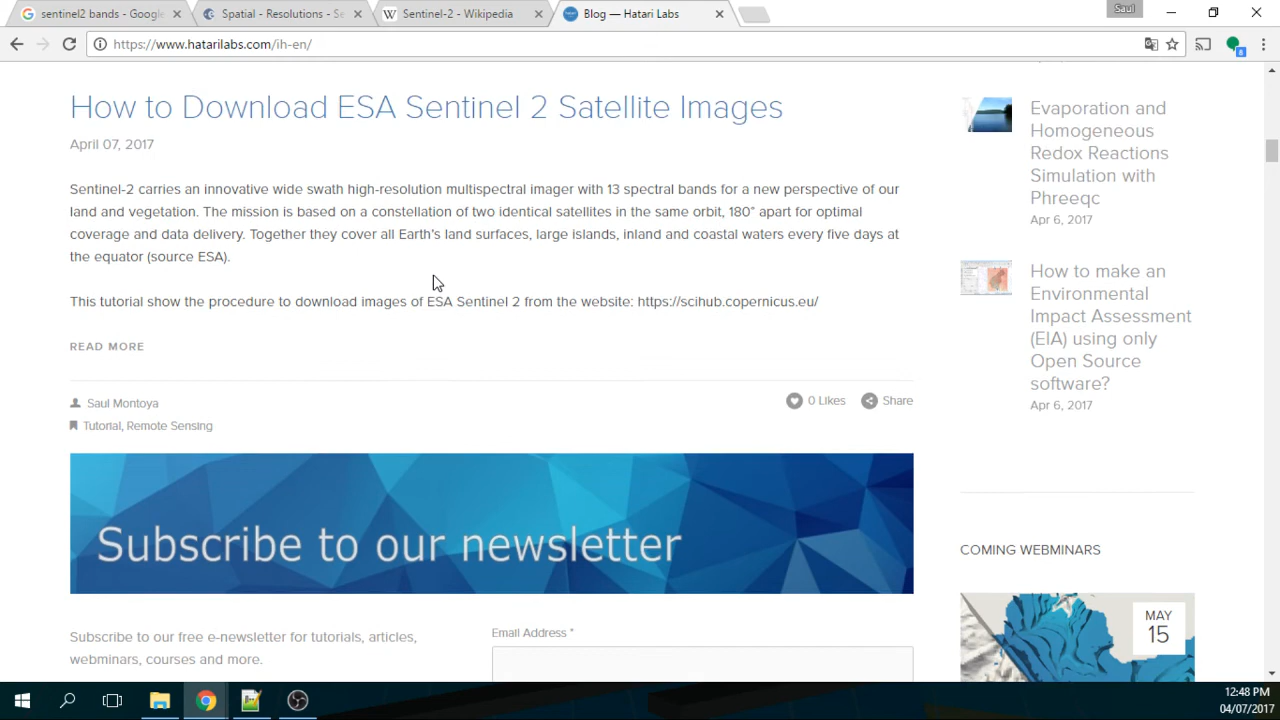 sentinel2 bands - Google
Spatial - Resolutions - Se
Sentinel-2 - Wikipedia
Blog — Hatari Labs
Saul
https://www.hatarilabs.com/ih-en/
8
How to Download ESA Sentinel 2 Satellite Images
April 07, 2017
Sentinel-2 carries an innovative wide swath high-resolution multispectral imager with 13 spectral bands for a new perspective of our
land and vegetation. The mission is based on a constellation of two identical satellites in the same orbit, 180° apart for optimal
coverage and data delivery. Together they cover all Earth's land surfaces, large islands, inland and coastal waters every five days at
the equator (source ESA).
This tutorial show the procedure to download images of ESA Sentinel 2 from the website: https://scihub.copernicus.eu/
READ MORE
Saul Montoya
0 Likes
Share
Tutorial, Remote Sensing
Subscribe to our newsletter
Subscribe to our free e-newsletter for tutorials, articles,
webminars, courses and more.
Email Address *
Evaporation and
Homogeneous
Redox Reactions
Simulation with
Phreeqc
Apr 6, 2017
How to make an
Environmental
Impact Assessment
(EIA) using only
Open Source
software?
Apr 6, 2017
COMING WEBMINARS
MAY
15
12:48 PM
04/07/2017